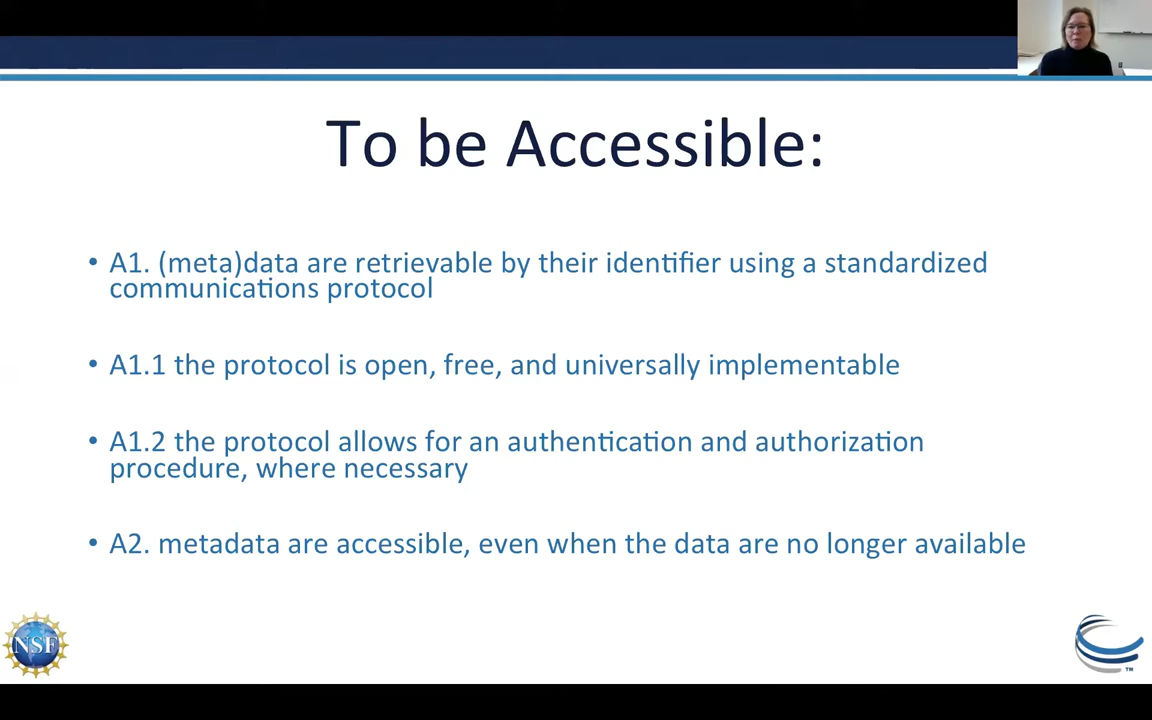 To be Accessible:
• A1. (meta)data are retrievable by their identifier using a standardized
communications protocol
• A1.1 the protocol is open, free, and universally implementable
• A1.2 the protocol allows for an authentication and authorization
procedure, where necessary
• A2. metadata are accessible, even when the data are no longer available
NSF
TM